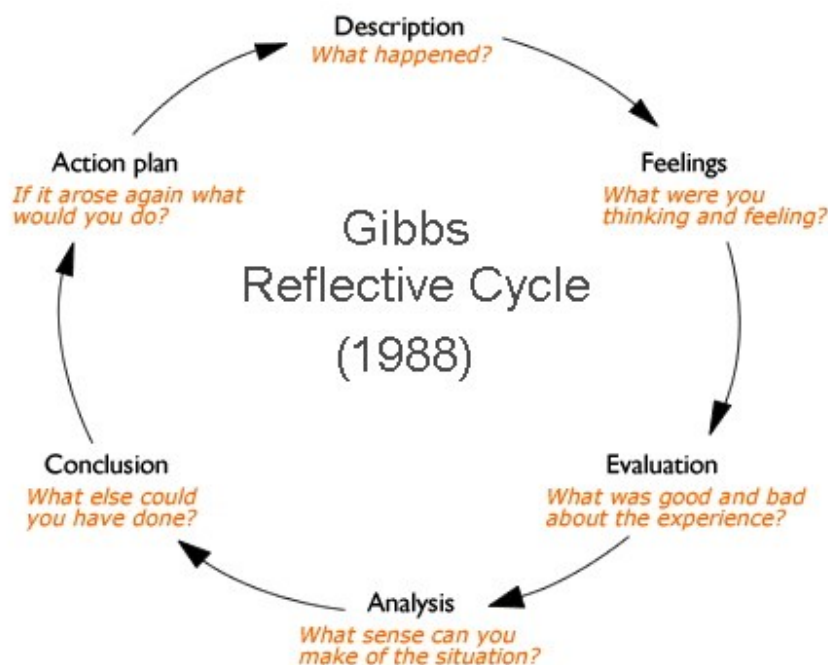 Description
What happened?
Feelings
What were you
thinking and feeling?
Evaluation
What was good and bad
about the experience?
Analysis
What sense can you
make of the situation?
Conclusion
What else could
you have done?
Action plan
If it arose again what
would you do?
Gibbs
Reflective Cycle
(1988)